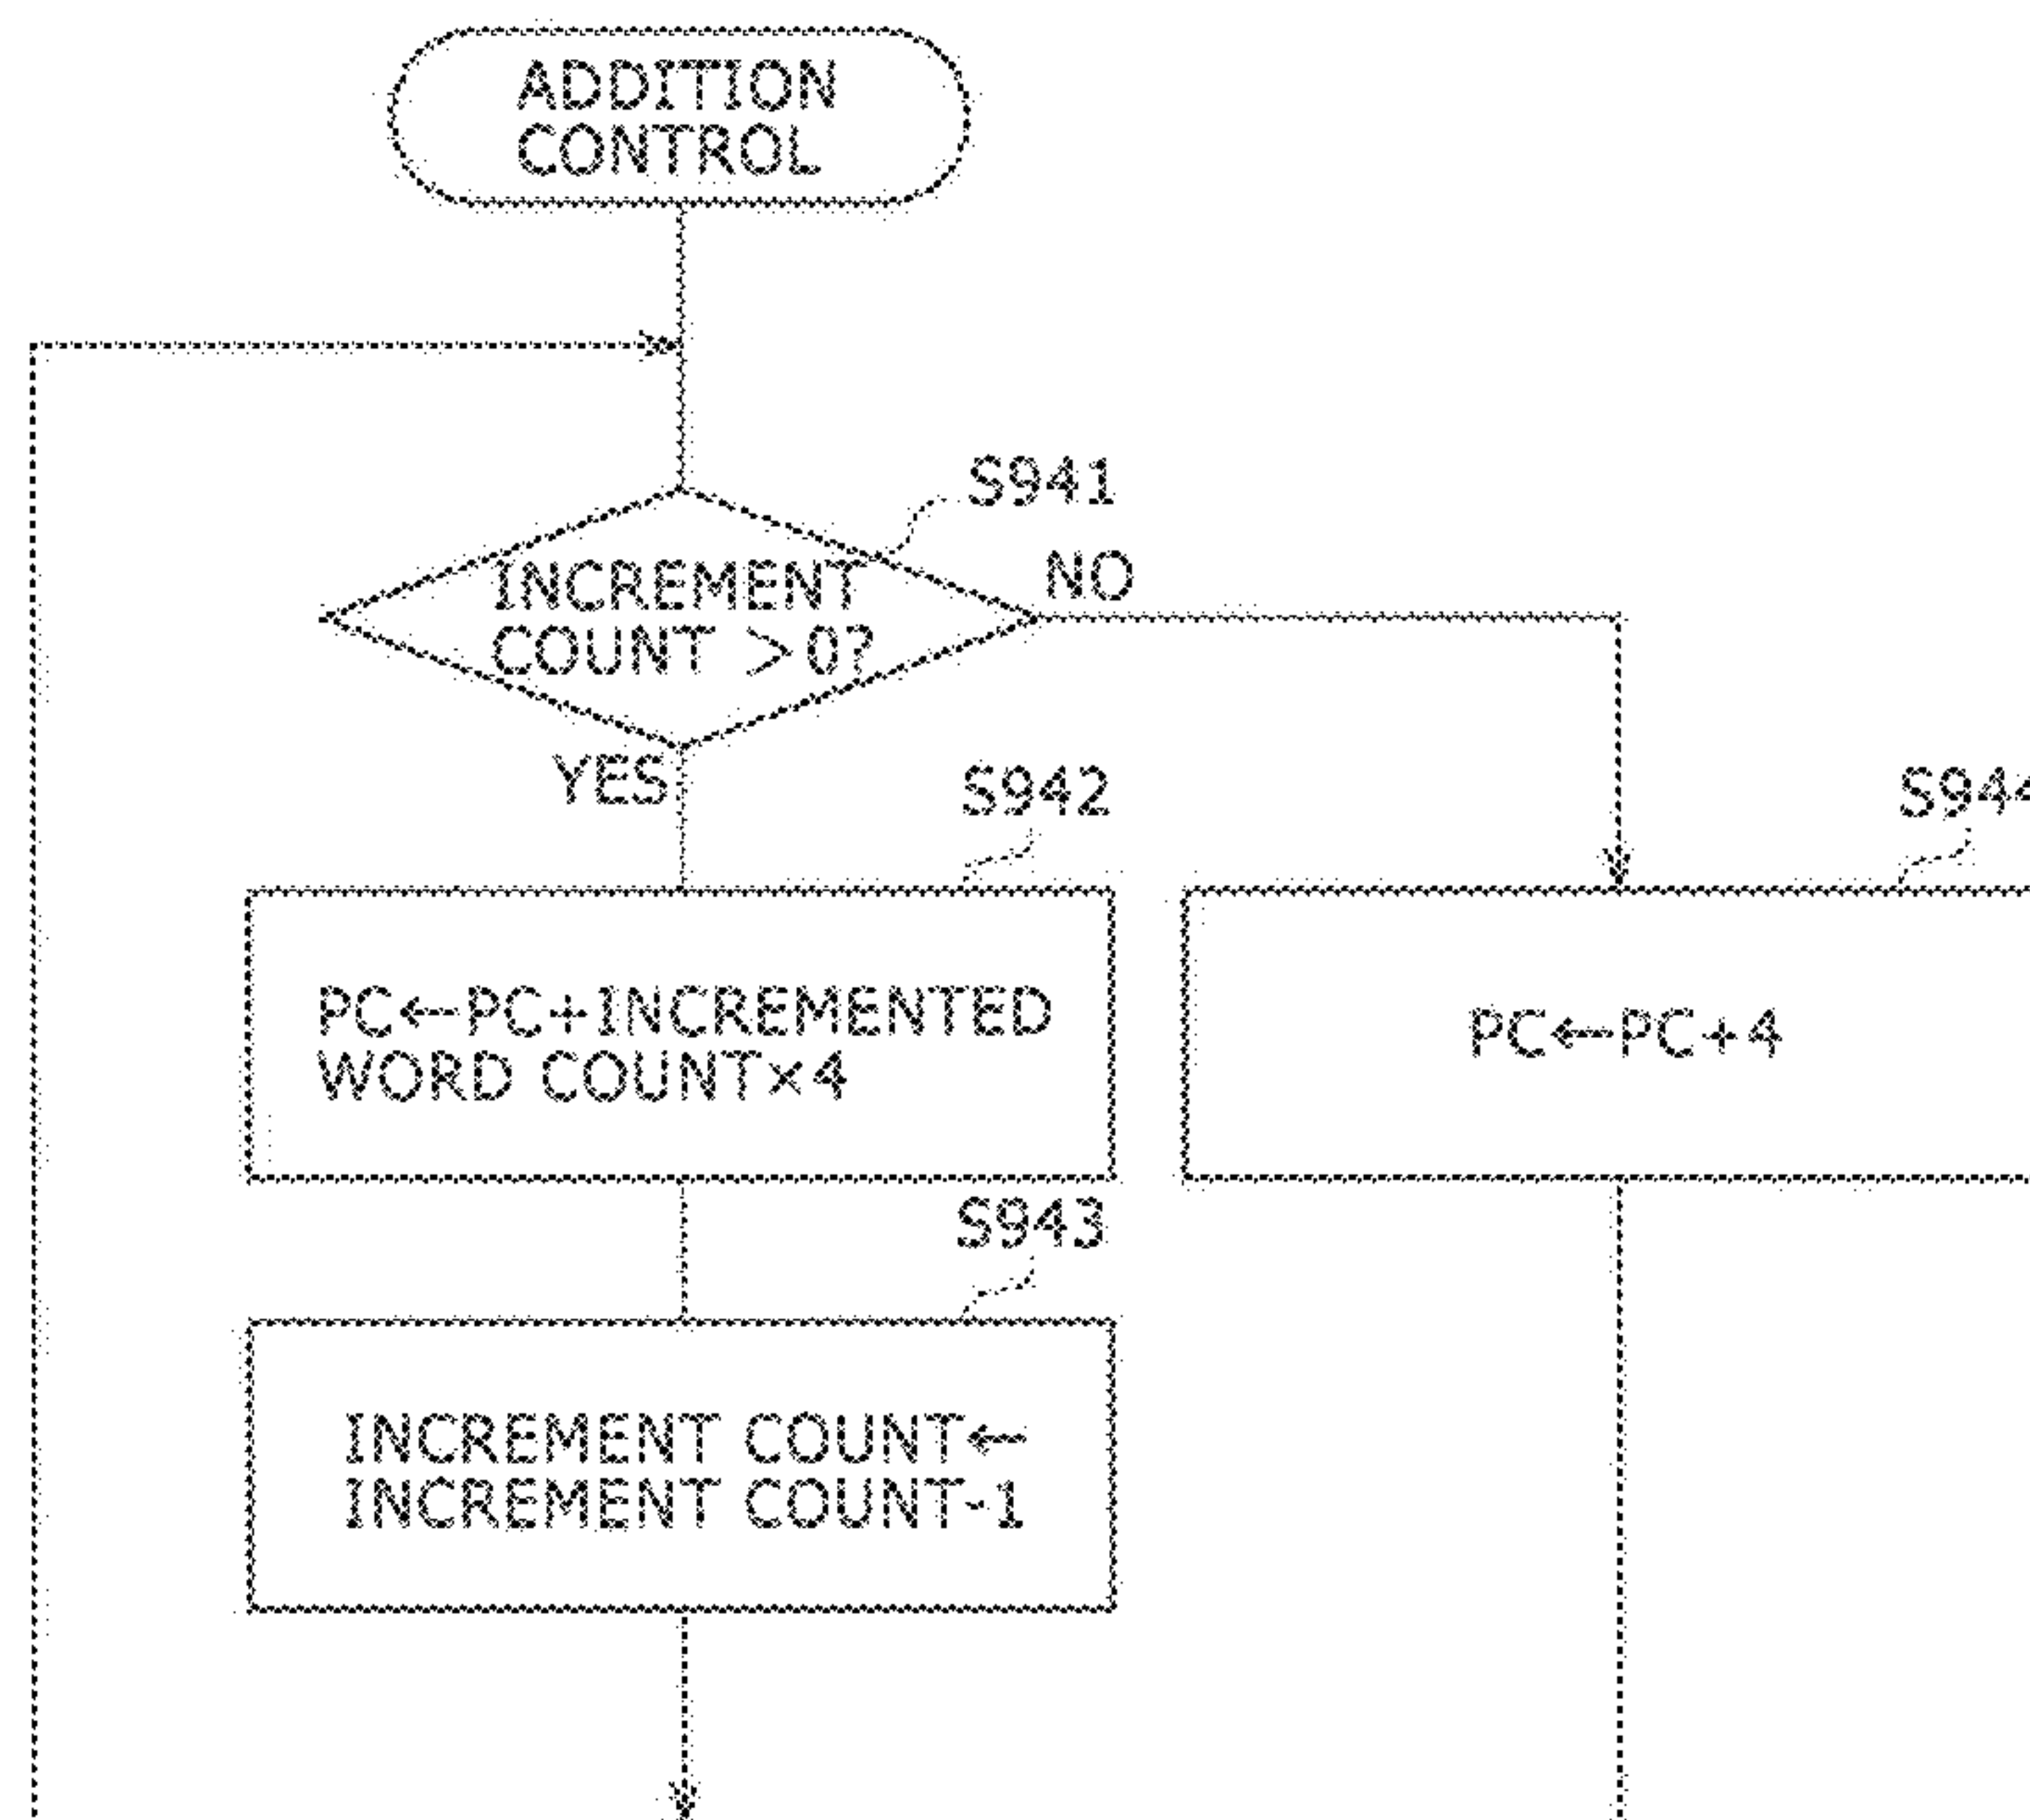 ADDITION
CONTROL
S941
INCREMENT
COUNT >0?
NO
YES
S942
S944
PC←PC+INCREMENTED
WORD COUNT×4
PC←PC+4
S943
INCREMENT COUNT←
INCREMENT COUNT-1